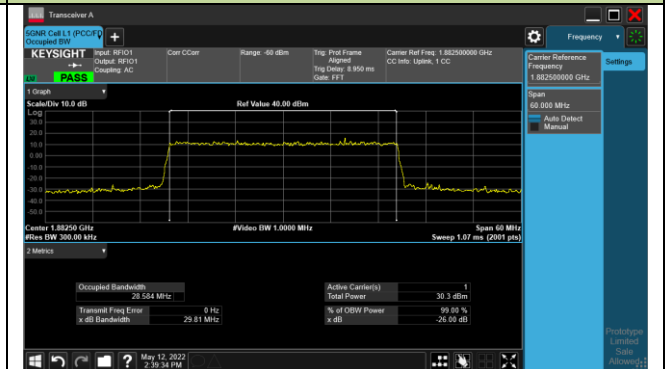 Transceiver A
5GNR Cell L1 (PCC/FD
Occupied BW
Frequency
KEYSIGHT
Input: RFIO1
Output: RFIO1
Coupling: AC
Corr CCorr
Range: -60 dBm
Trig: Prot Frame
Aligned
Trig Delay: 8.950 ms
Gate: FFT
Carrier Ref Freq: 1.882500000 GHz
CC Info: Uplink, 1 CC
PASS
Carrier Reference
Frequency
1.882500000 GHz
Settings
Span
60.000 MHz
Auto Detect
Manual
1 Graph
Scale/Div 10.0 dB
Ref Value 40.00 dBm
Log
30.0
20.0
10.0
0.00
-10.0
-20.0
-30.0
-40.0
-50.0
Center 1.88250 GHz
#Video BW 1.0000 MHz
Span 60 MHz
#Res BW 300.00 kHz
Sweep 1.07 ms (2001 pts)
2 Metrics
Occupied Bandwidth
28.584 MHz
Active Carrier(s) 1
Total Power 30.3 dBm
Transmit Freq Error 0 Hz
x dB Bandwidth 29.81 MHz
% of OBW Power 99.00 %
x dB -26.00 dB
Prototype
Limited
Sale
Allowed
May 12, 2022
2:39:34 PM